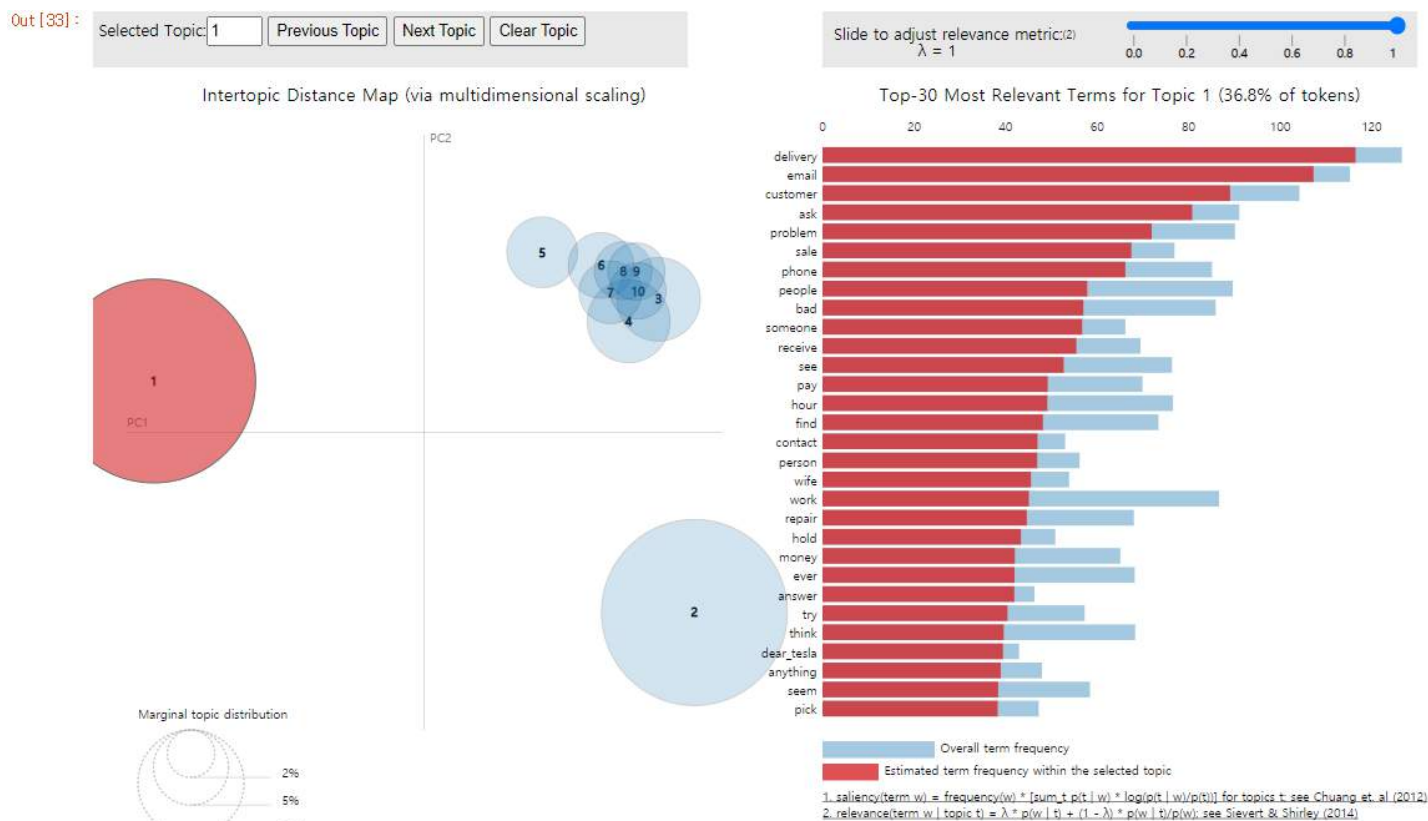 Out[33]:
Selected Topic: 1 Previous Topic Next Topic Clear Topic
Slide to adjust relevance metric:(2)
λ = 1
0.0 0.2 0.4 0.6 0.8 1
Intertopic Distance Map (via multidimensional scaling)
PC2
PC1
1
2
3
4
5
6
7
8
9
10
Marginal topic distribution
2%
5%
Top-30 Most Relevant Terms for Topic 1 (36.8% of tokens)
0 20 40 60 80 100 120
delivery
email
customer
ask
problem
sale
phone
people
bad
someone
receive
see
pay
hour
find
contact
person
wife
work
repair
hold
money
ever
answer
try
think
dear_tesla
anything
seem
pick
Overall term frequency
Estimated term frequency within the selected topic
1. saliency(term w) = frequency(w) * [sum_t p(t | w) * log(p(t | w)/p(t))] for topics t; see Chuang et. al (2012)
2. relevance(term w | topic t) = λ * p(w | t) + (1 - λ) * p(w | t)/p(w); see Sievert & Shirley (2014)